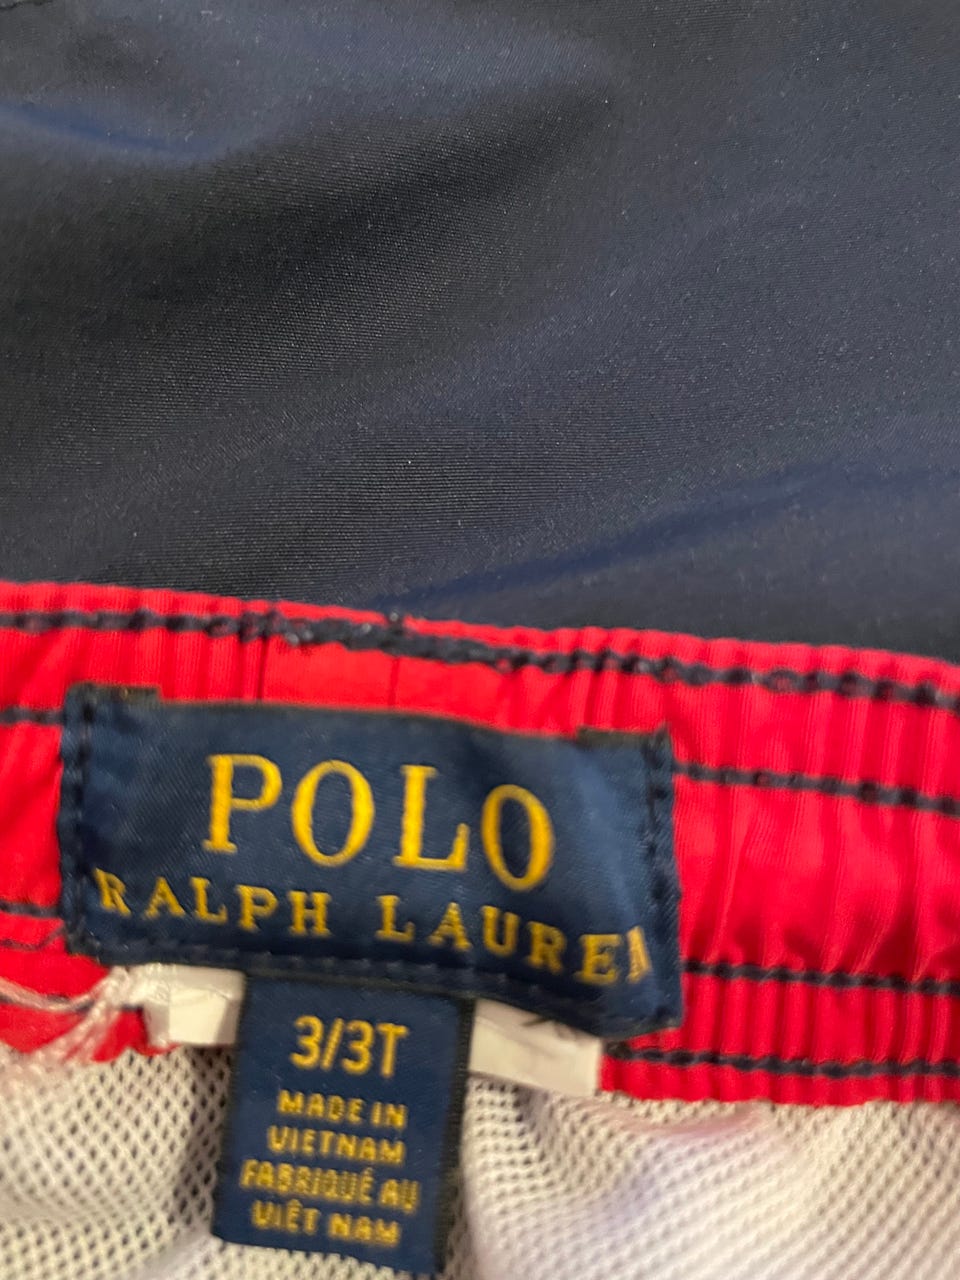 POLO
RALPH LAUREN
3/3T
MADE IN
VIETNAM
FABRIQUÉ AU
VIÊT NAM